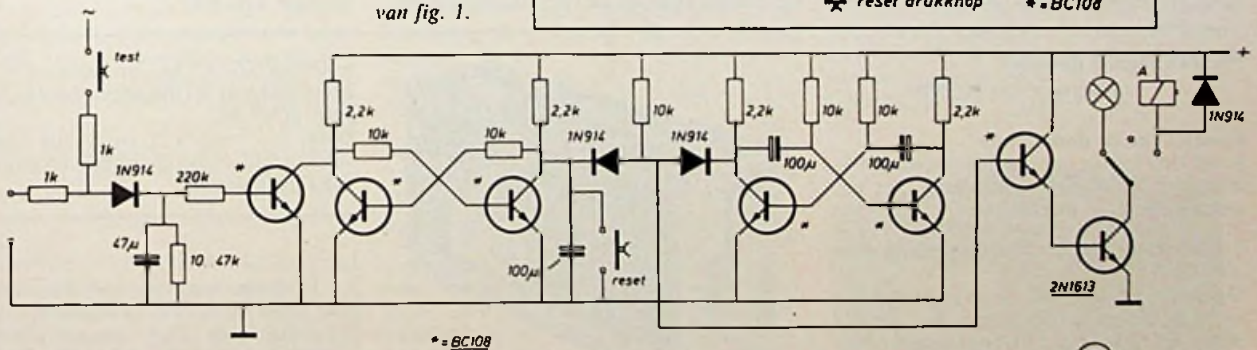 van fig. 1.
reset drukknop * = BC108
~
test
1k
1k
1N914
220k
*
47µ
10...47k
2,2k
10k
10k
2,2k
*
*
1N914
10k
1N914
100µ
reset
2,2k
10k
10k
2,2k
100µ
100µ
*
*
*
A
1N914
+
2N1613
* = BC108